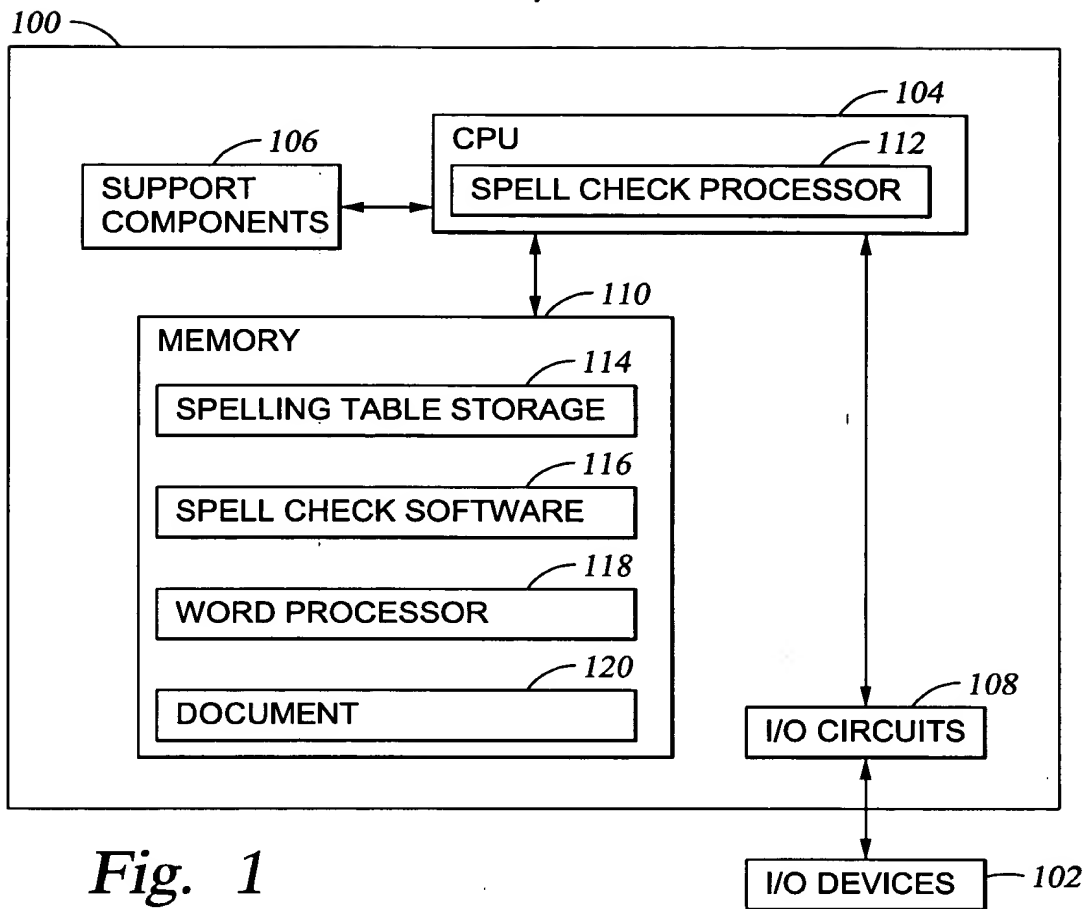 100
104
CPU
106
112
SUPPORT
COMPONENTS
SPELL CHECK PROCESSOR
110
MEMORY
114
SPELLING TABLE STORAGE
116
SPELL CHECK SOFTWARE
118
WORD PROCESSOR
120
DOCUMENT
108
I/O CIRCUITS
Fig. 1
I/O DEVICES
102